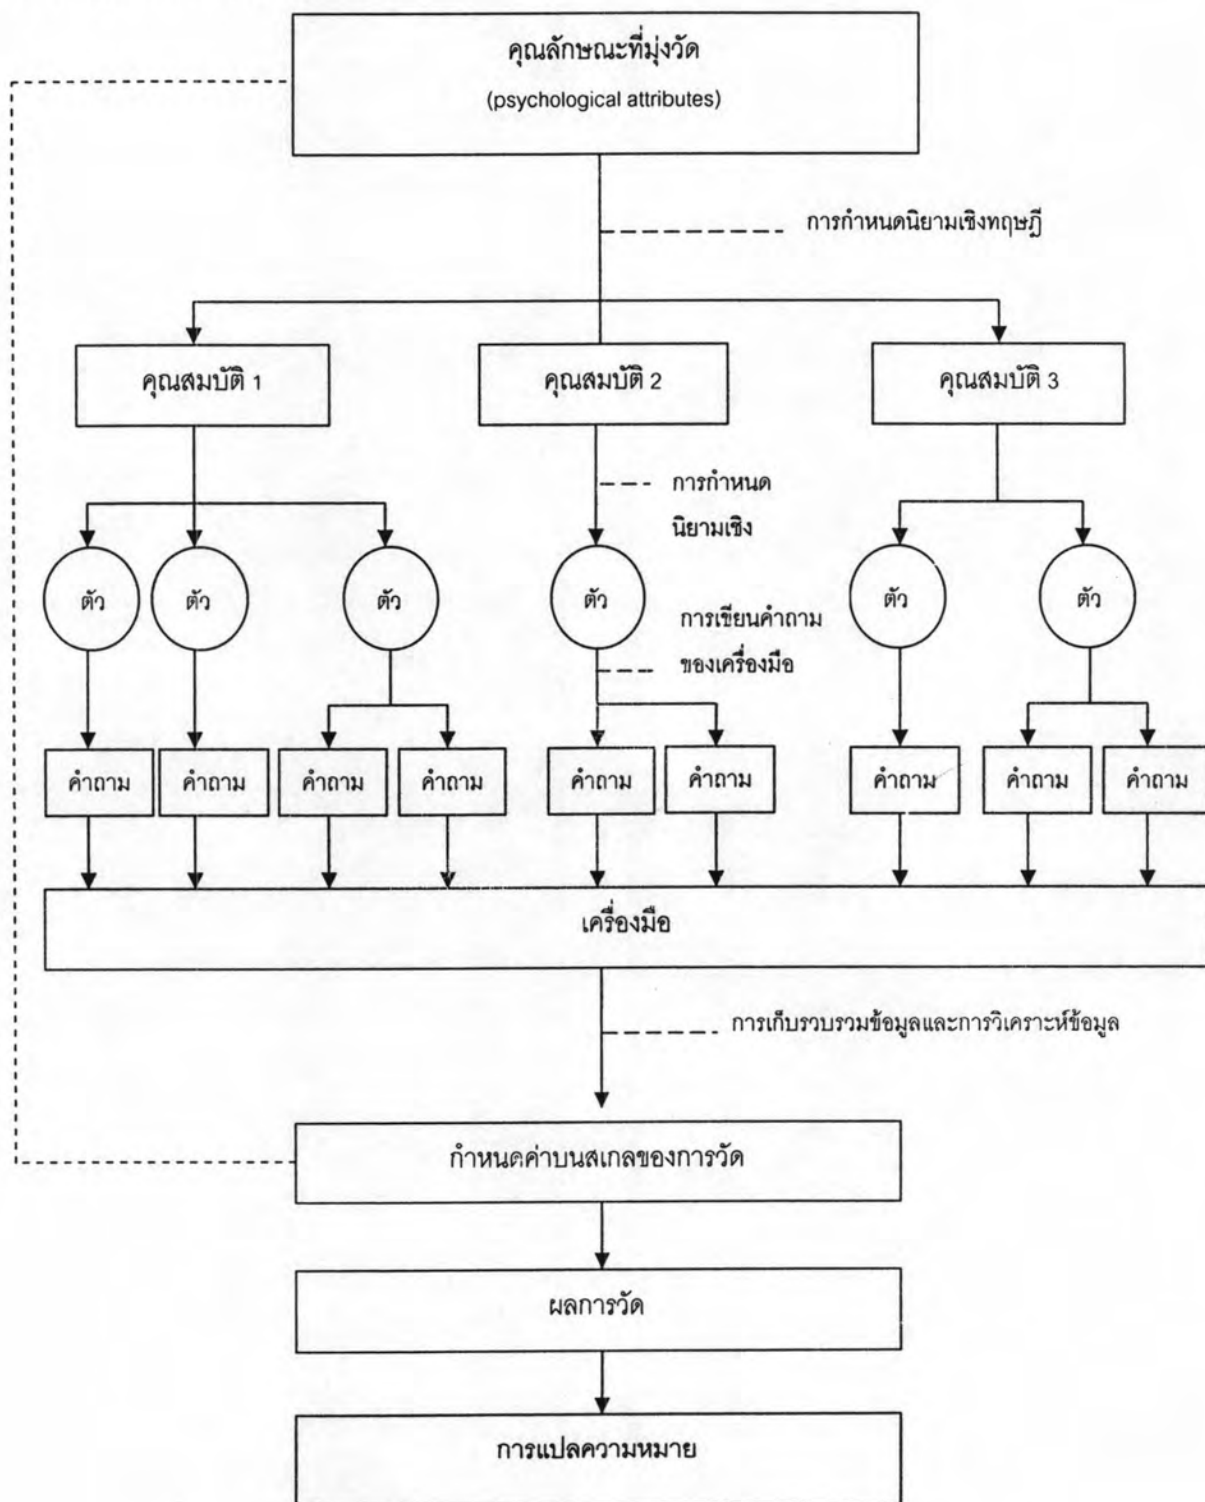 คุณลักษณะที่มุ่งวัด
(psychological attributes)
การกำหนดนิยามเชิงทฤษฎี
คุณสมบัติ 1
คุณสมบัติ 2
คุณสมบัติ 3
การกำหนด
นิยามเชิง
ตัว
ตัว
ตัว
ตัว
ตัว
ตัว
การเขียนคำถาม
ของเครื่องมือ
คำถาม
คำถาม
คำถาม
คำถาม
คำถาม
คำถาม
คำถาม
คำถาม
คำถาม
เครื่องมือ
การเก็บรวบรวมข้อมูลและการวิเคราะห์ข้อมูล
กำหนดค่าบนสเกลของการวัด
ผลการวัด
การแปลความหมาย